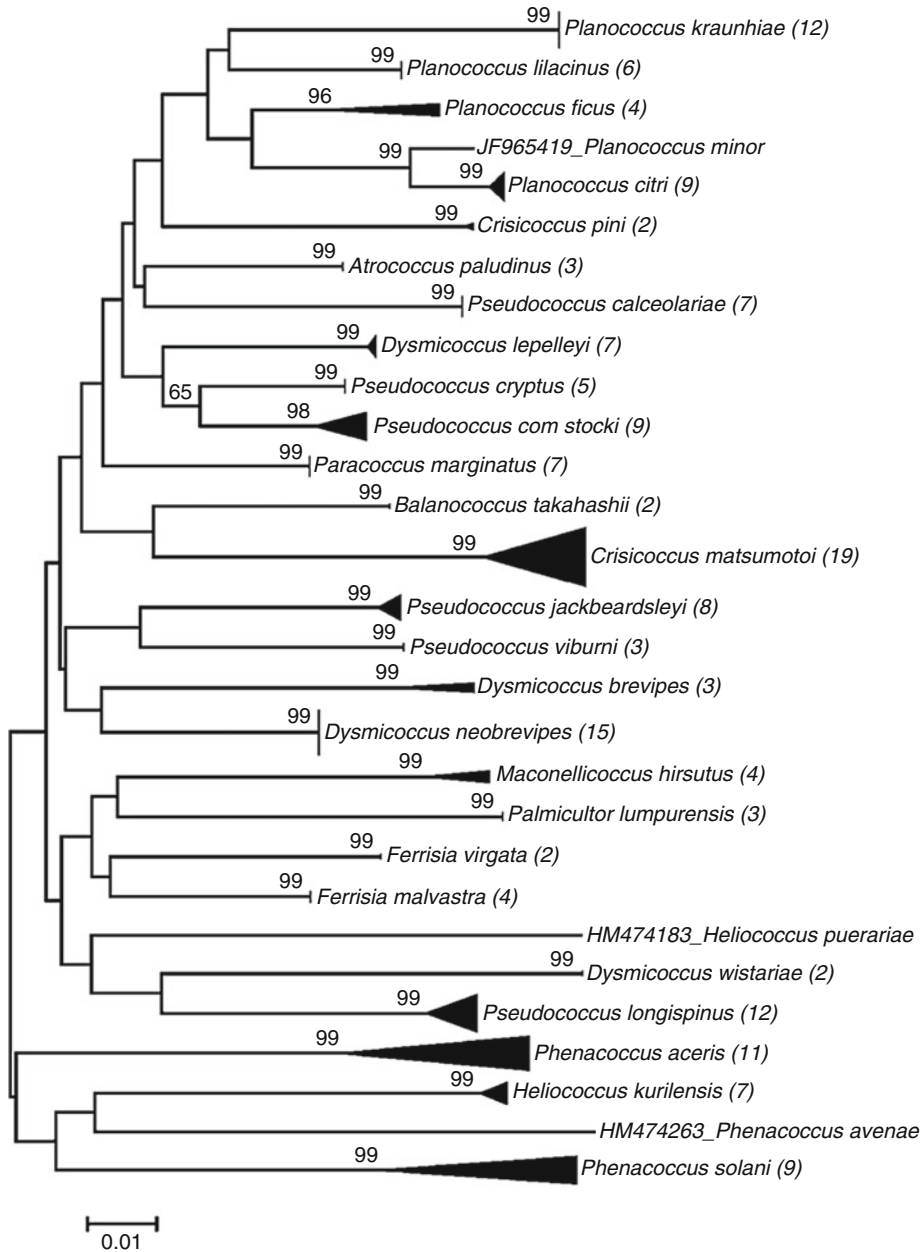 99
Planococcus kraunhiae (12)
99
Planococcus lilacinus (6)
96
Planococcus ficus (4)
99
JF965419_Planococcus minor
99
Planococcus citri (9)
99
Crisicoccus pini (2)
99
Atrococcus paludinus (3)
99
Pseudococcus calceolariae (7)
99
Dysmicoccus lepelleyi (7)
65
99
Pseudococcus cryptus (5)
98
Pseudococcus com stocki (9)
99
Paracoccus marginatus (7)
99
Balanococcus takahashii (2)
99
Crisicoccus matsumotoi (19)
99
Pseudococcus jackbeardsleyi (8)
99
Pseudococcus viburni (3)
99
Dysmicoccus brevipes (3)
99
Dysmicoccus neobrevipes (15)
99
Maconellicoccus hirsutus (4)
99
Palmicultor lumpurensis (3)
99
Ferrisia virgata (2)
99
Ferrisia malvastra (4)
HM474183_Heliococcus puerariae
99
Dysmicoccus wistariae (2)
99
Pseudococcus longispinus (12)
99
Phenacoccus aceris (11)
99
Heliococcus kurilensis (7)
HM474263_Phenacoccus avenae
99
Phenacoccus solani (9)
0.01